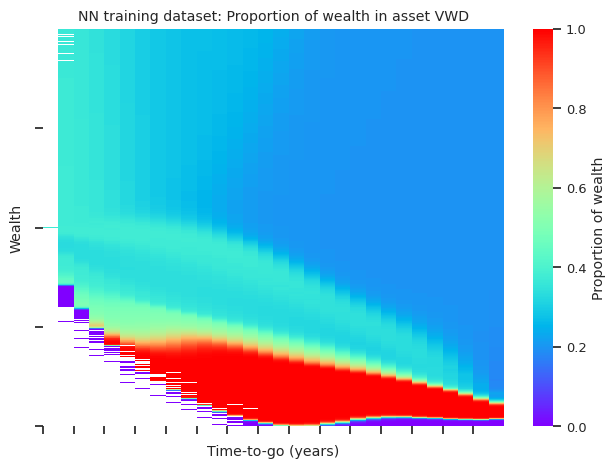 NN training dataset: Proportion of wealth in asset VWD
Wealth
Time-to-go (years)
1.0
0.8
0.6
0.4
0.2
0.0
Proportion of wealth